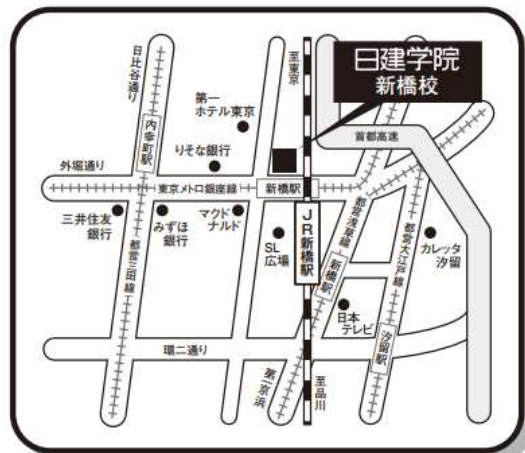 日比谷通り
至東京
日建学院
新橋校
第一
ホテル東京
内幸町駅
りそな銀行
首都高速
外堀通り
東京メトロ銀座線
新橋駅
三井住友
銀行
みずほ
銀行
マクド
ナルド
SL
広場
JR新橋駅
都営浅草線
新橋駅
都営大江戸線
カレッタ
汐留
都営三田線
日本
テレビ
汐留駅
環二通り
第一京浜
至品川